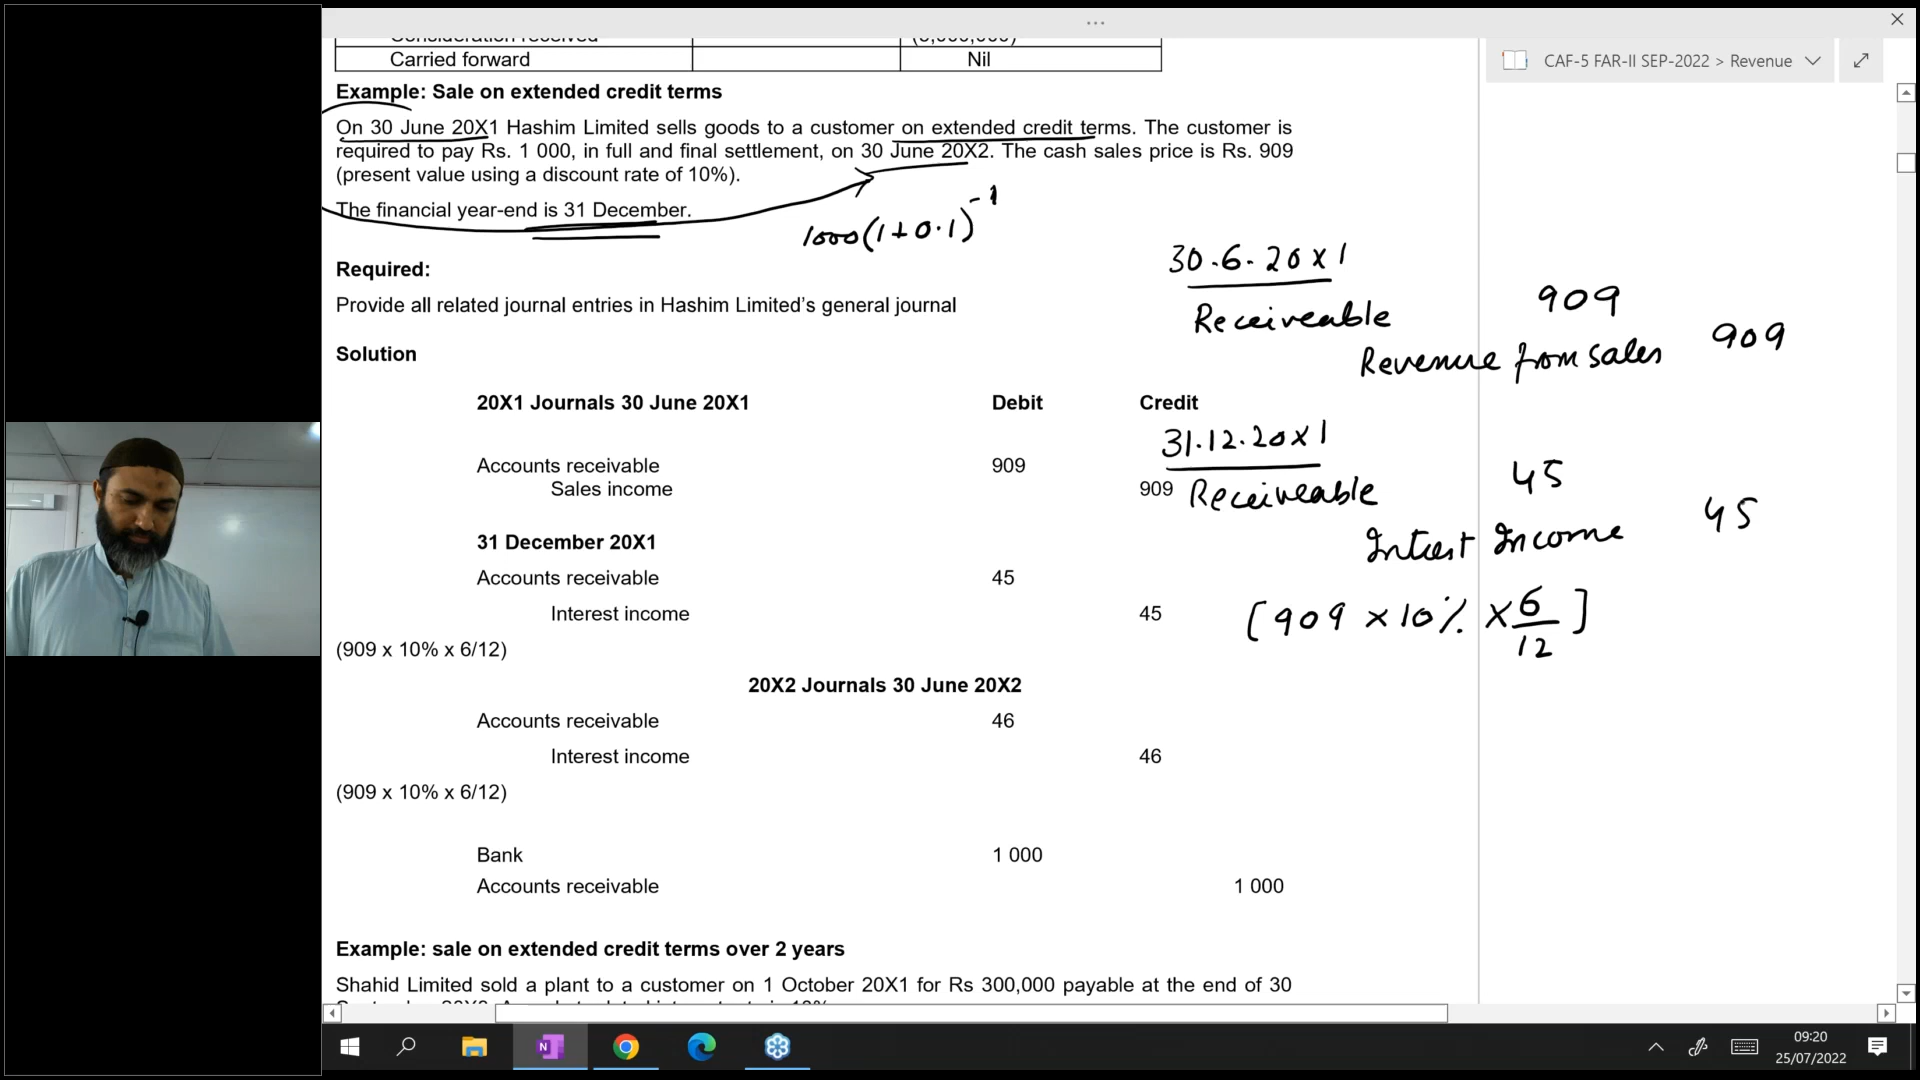 CAF-5 FAR-II SEP-2022 > Revenue
Carried forward Nil
Example: Sale on extended credit terms
On 30 June 20X1 Hashim Limited sells goods to a customer on extended credit terms. The customer is
required to pay Rs. 1 000, in full and final settlement, on 30 June 20X2. The cash sales price is Rs. 909
(present value using a discount rate of 10%).
The financial year-end is 31 December.
1000(1+0.1)^-1
Required:
Provide all related journal entries in Hashim Limited's general journal
30.6.20x1
Receiveable 909
Revenue from sales 909
Solution
20X1 Journals 30 June 20X1 Debit Credit
Accounts receivable 909
Sales income 909
31.12.20x1
Receiveable 45
Interest Income 45
[909 x 10% x 6/12]
31 December 20X1
Accounts receivable 45
Interest income 45
(909 x 10% x 6/12)
20X2 Journals 30 June 20X2
Accounts receivable 46
Interest income 46
(909 x 10% x 6/12)
Bank 1 000
Accounts receivable 1 000
Example: sale on extended credit terms over 2 years
Shahid Limited sold a plant to a customer on 1 October 20X1 for Rs 300,000 payable at the end of 30
09:20
25/07/2022